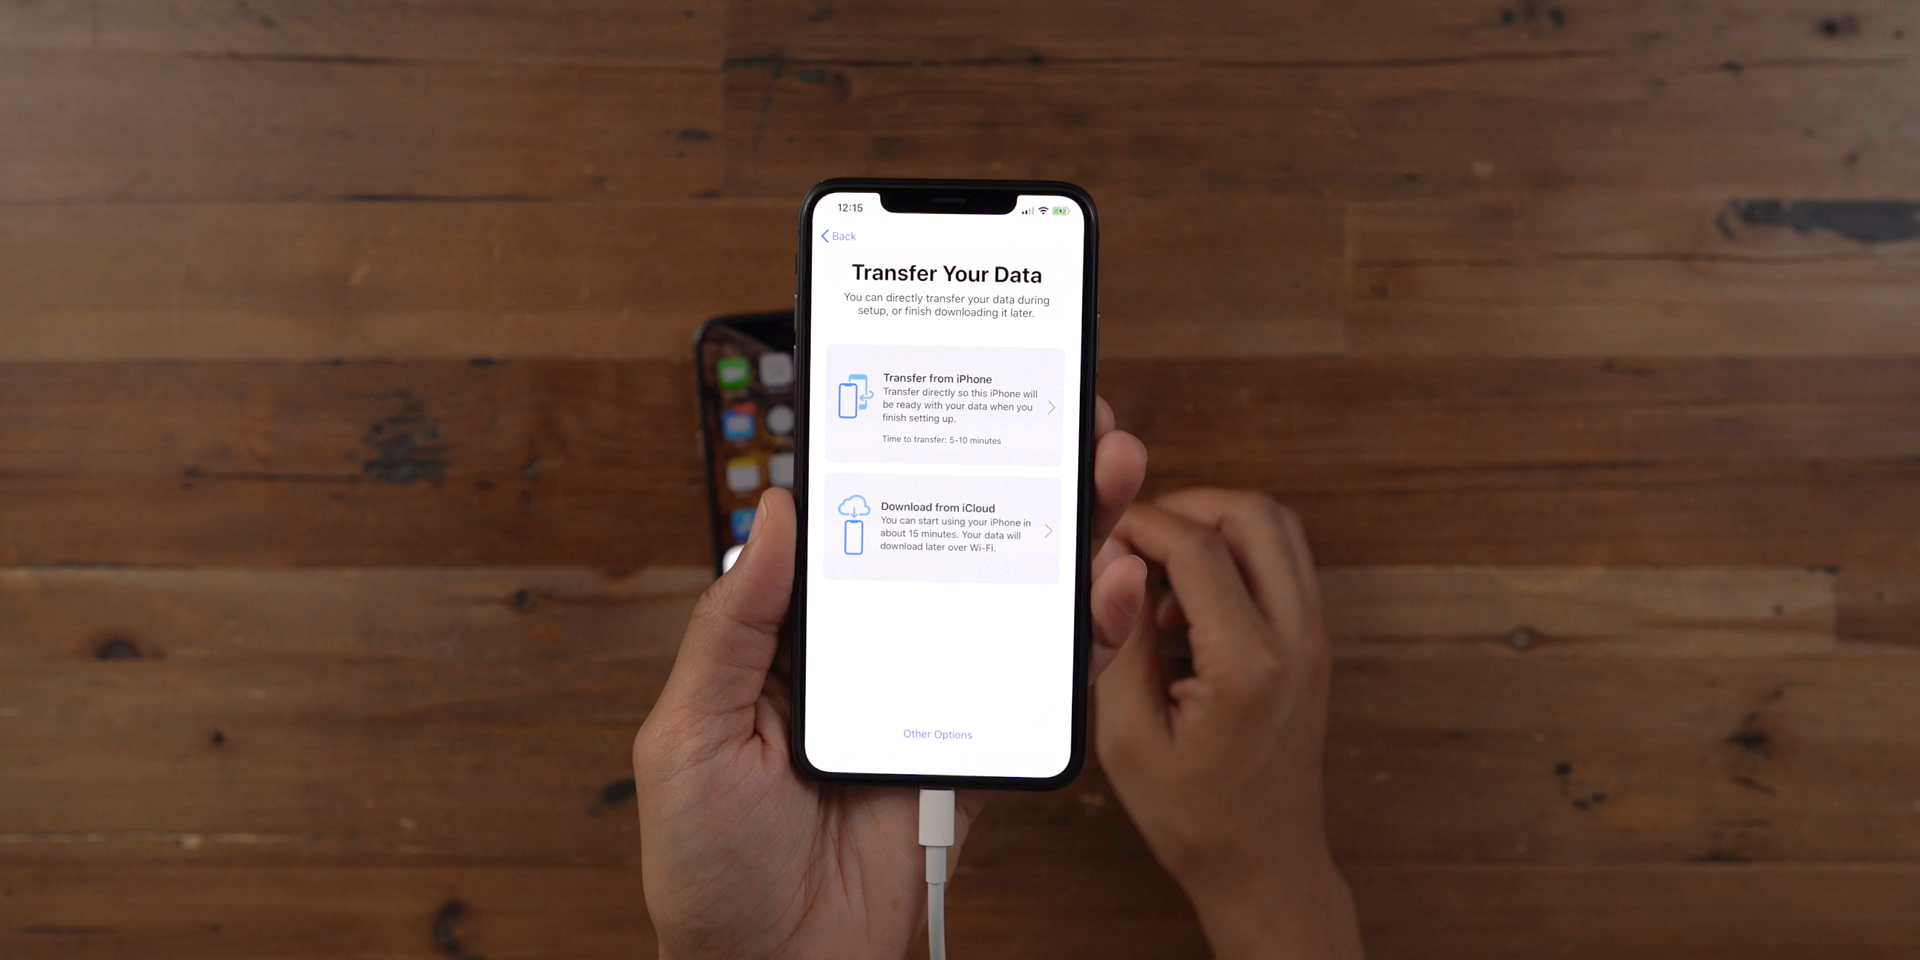 12:15
Back
Transfer Your Data
You can directly transfer your data during
setup, or finish downloading it later.
Transfer from iPhone
Transfer directly so this iPhone will
be ready with your data when you
finish setting up.
Time to transfer: 5-10 minutes
Download from iCloud
You can start using your iPhone in
about 15 minutes. Your data will
download later over Wi-Fi.
Other Options